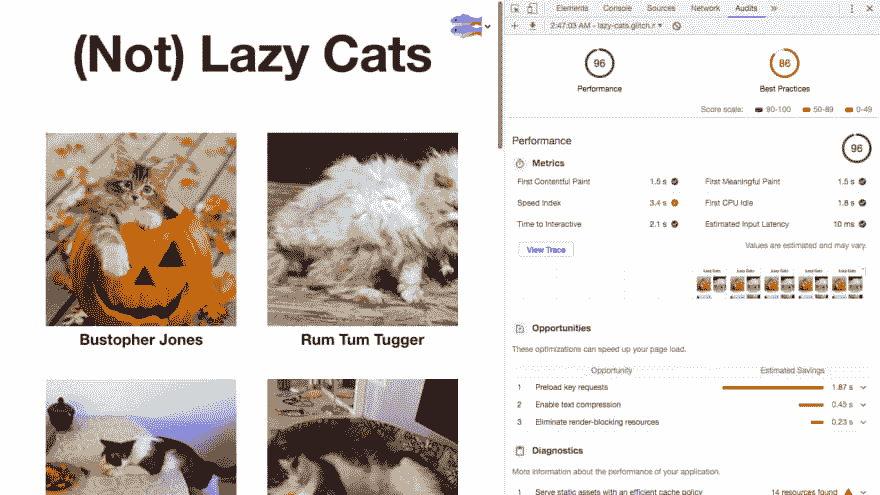 (Not) Lazy Cats
Bustopher Jones
Rum Tum Tugger
Elements Console Sources Network Audits »
2:47:03 AM - lazy-cats.glitch.r
96
Performance
86
Best Practices
Score scale: 90-100 50-89 0-49
Performance
96
Metrics
First Contentful Paint 1.5 s
First Meaningful Paint 1.5 s
Speed Index 3.4 s
First CPU Idle 1.8 s
Time to Interactive 2.1 s
Estimated Input Latency 10 ms
View Trace
Values are estimated and may vary.
Opportunities
These optimizations can speed up your page load.
Opportunity Estimated Savings
1 Preload key requests 1.87 s
2 Enable text compression 0.45 s
3 Eliminate render-blocking resources 0.23 s
Diagnostics
More information about the performance of your application.
1 Serve static assets with an efficient cache policy 14 resources found